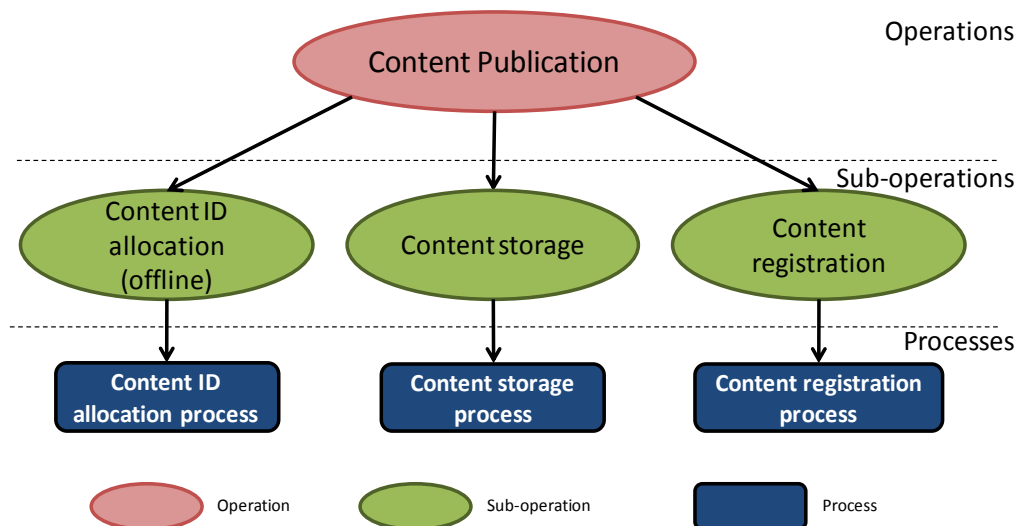 Operations
Content Publication
Sub-operations
Content ID
allocation
(offline)
Content storage
Content
registration
Processes
Content ID
allocation process
Content storage
process
Content registration
process
Operation
Sub-operation
Process